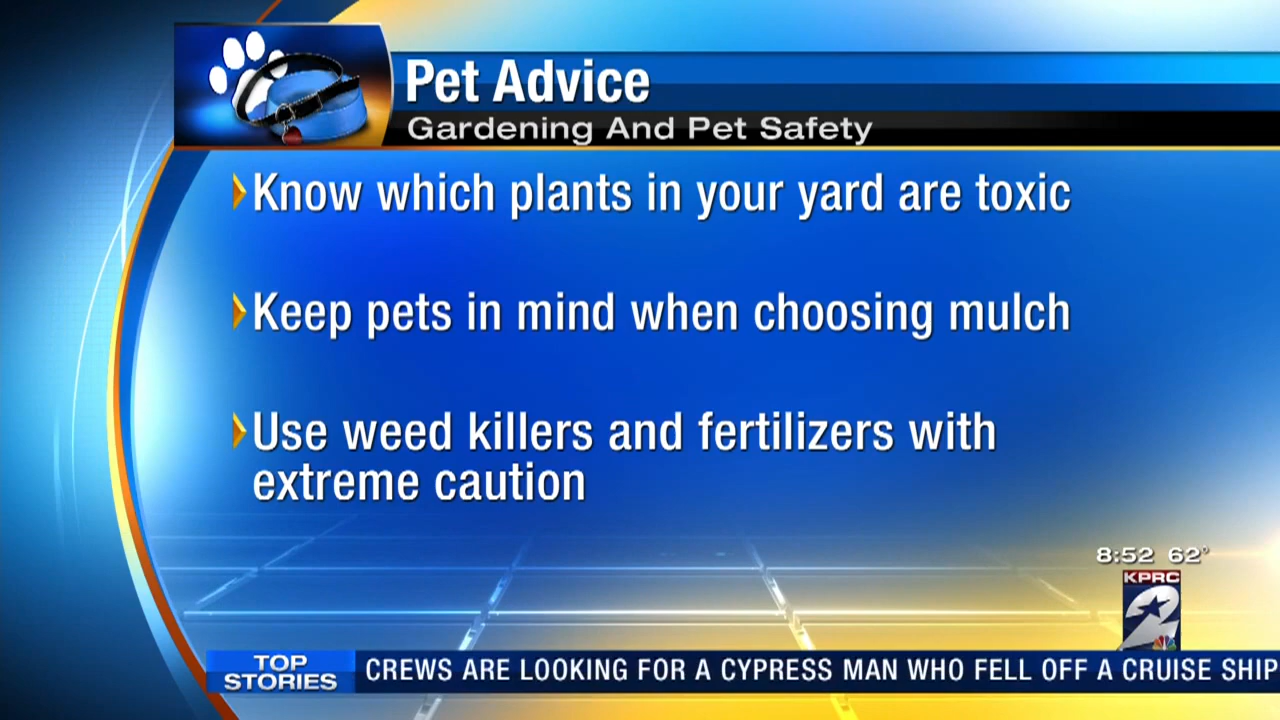 Pet Advice
Gardening And Pet Safety
Know which plants in your yard are toxic
Keep pets in mind when choosing mulch
Use weed killers and fertilizers with
extreme caution
8:52 62°
KPRC
2
TOP
STORIES
CREWS ARE LOOKING FOR A CYPRESS MAN WHO FELL OFF A CRUISE SHIP